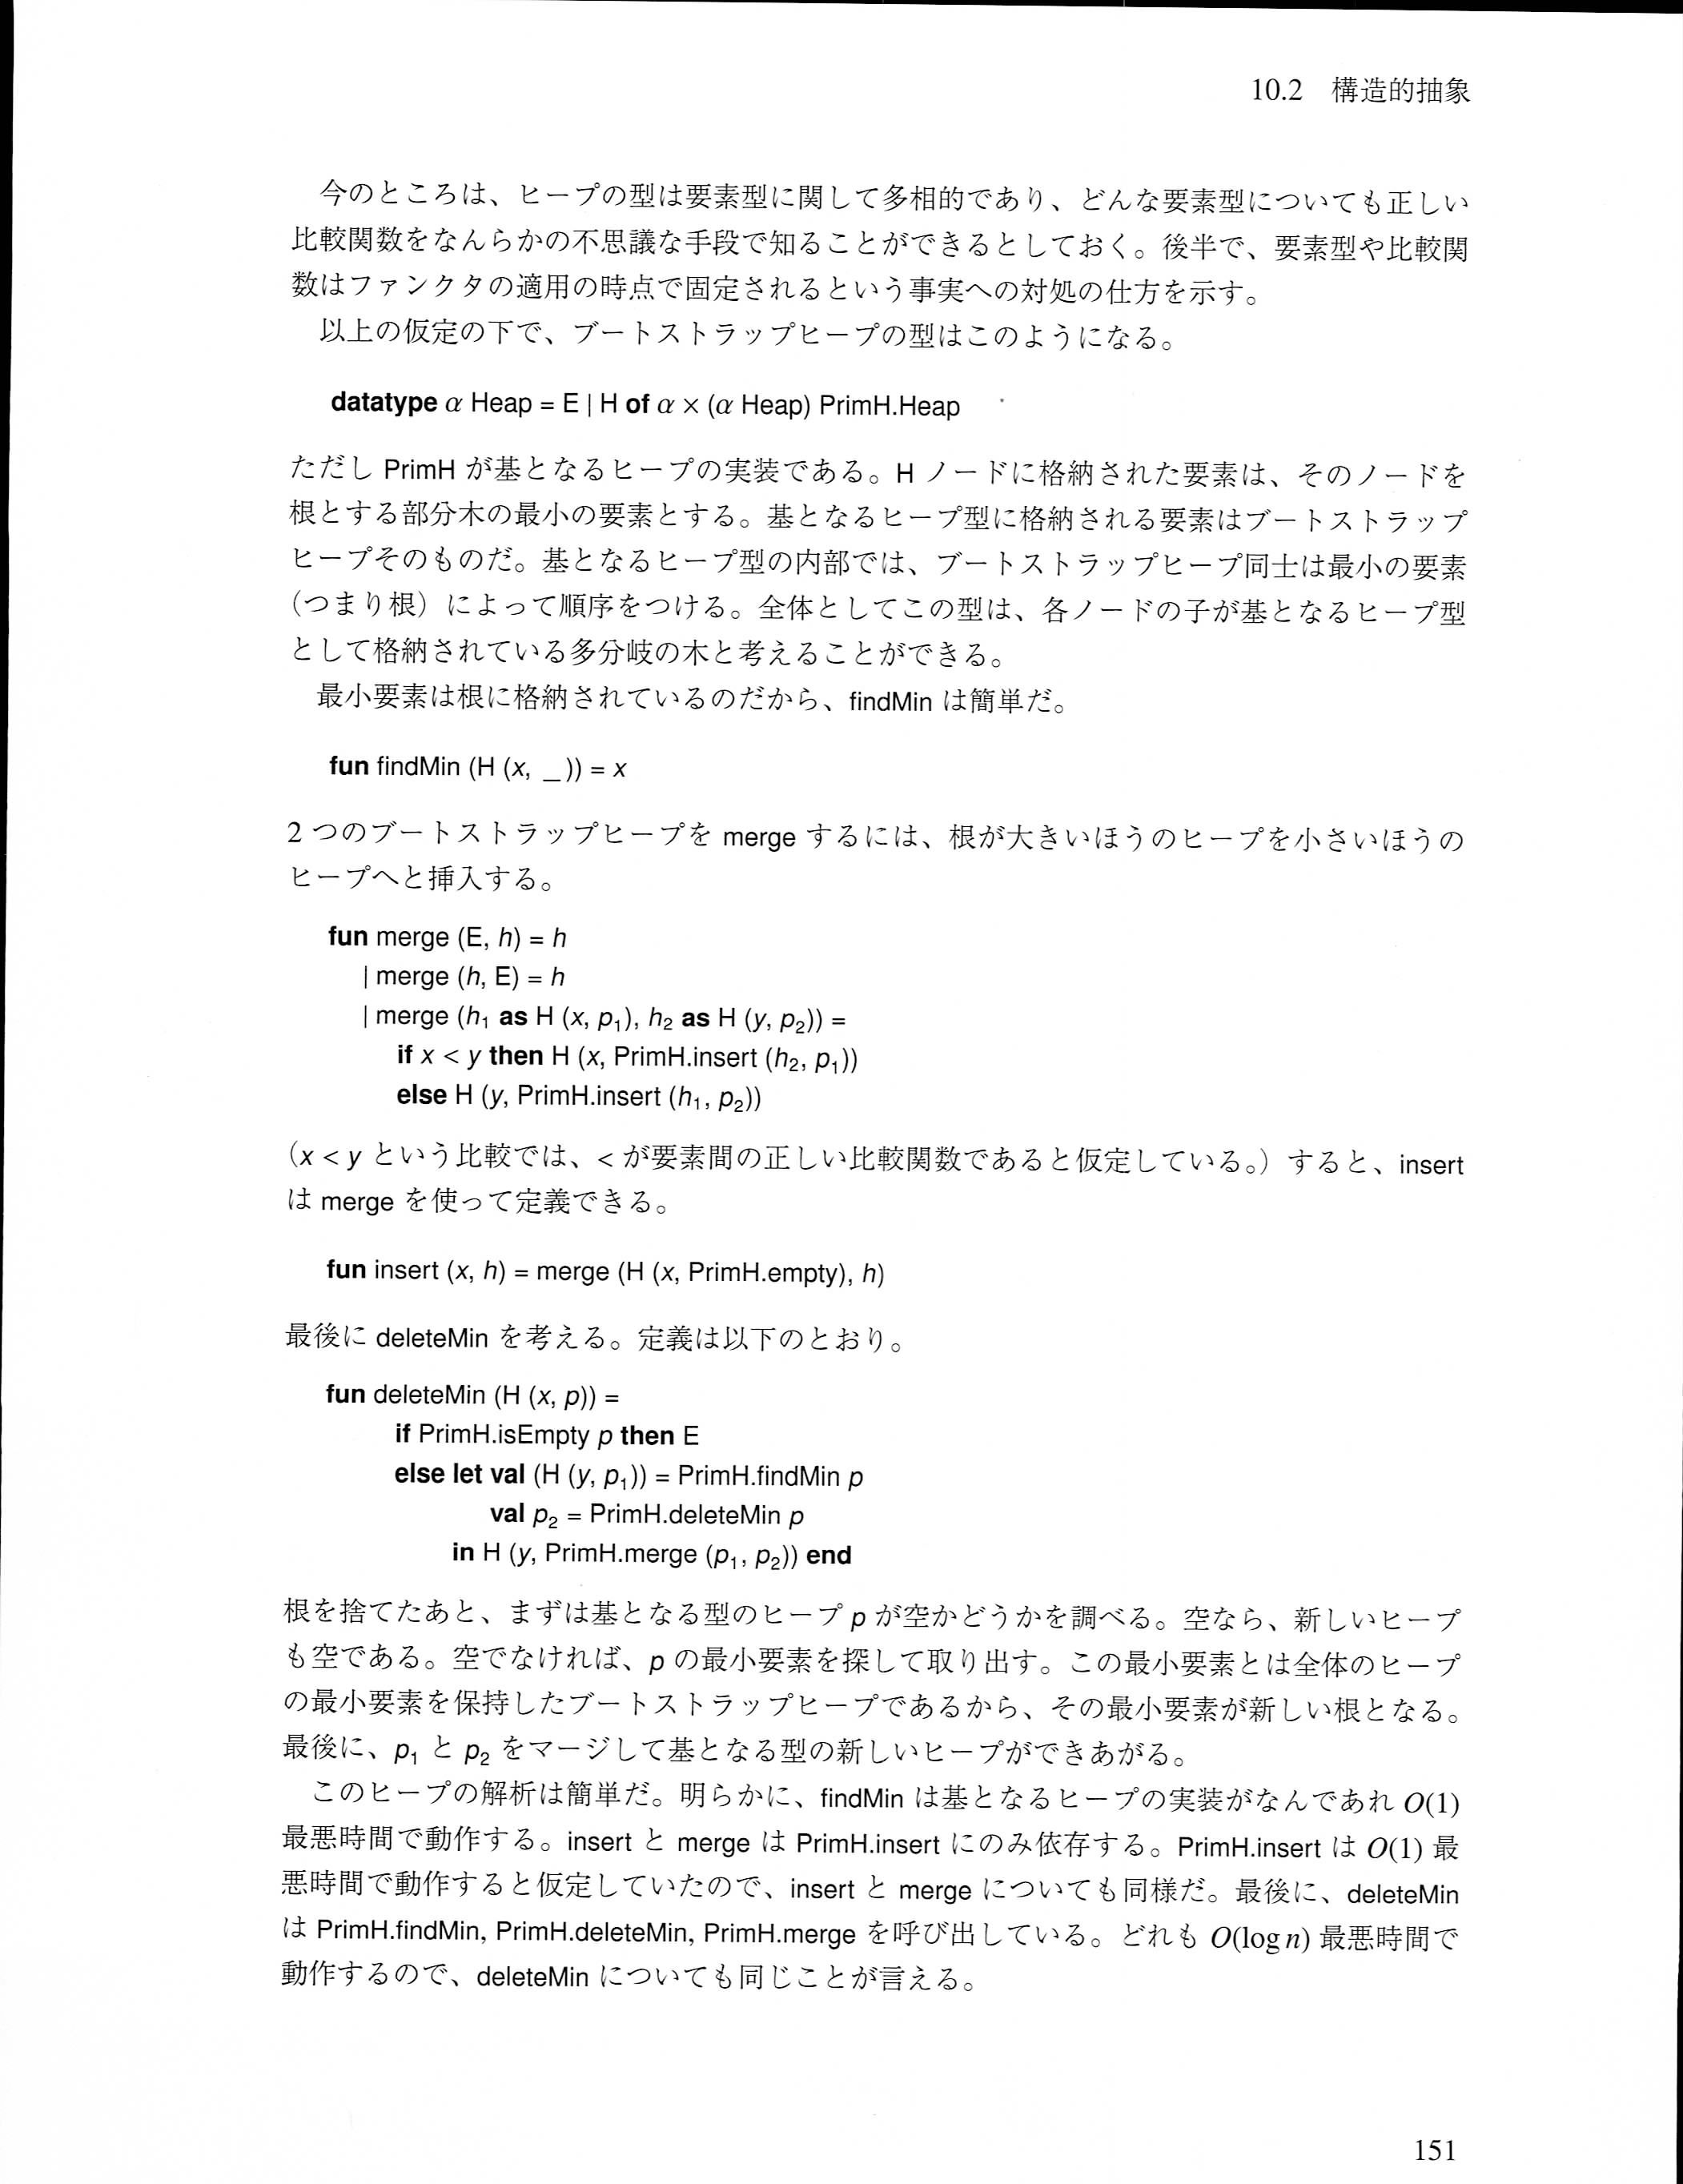 10.2 構造的抽象
今のところは、ヒープの型は要素型に関して多相的であり、どんな要素型についても正しい
比較関数をなんらかの不思議な手段で知ることができるとしておく。後半で、要素型や比較関
数はファンクタの適用の時点で固定されるという事実への対処の仕方を示す。
以上の仮定の下で、ブートストラップヒープの型はこのようになる。
datatype α Heap = E | H of α × (α Heap) PrimH.Heap
ただし PrimH が基となるヒープの実装である。H ノードに格納された要素は、そのノードを
根とする部分木の最小の要素とする。基となるヒープ型に格納される要素はブートストラップ
ヒープそのものだ。基となるヒープ型の内部では、ブートストラップヒープ同士は最小の要素
（つまり根）によって順序をつける。全体としてこの型は、各ノードの子が基となるヒープ型
として格納されている多分岐の木と考えることができる。
最小要素は根に格納されているのだから、findMin は簡単だ。
fun findMin (H (x, _)) = x
2 つのブートストラップヒープを merge するには、根が大きいほうのヒープを小さいほうの
ヒープへと挿入する。
fun merge (E, h) = h
| merge (h, E) = h
| merge (h₁ as H (x, p₁), h₂ as H (y, p₂)) =
if x < y then H (x, PrimH.insert (h₂, p₁))
else H (y, PrimH.insert (h₁, p₂))
（x < y という比較では、< が要素間の正しい比較関数であると仮定している。）すると、insert
は merge を使って定義できる。
fun insert (x, h) = merge (H (x, PrimH.empty), h)
最後に deleteMin を考える。定義は以下のとおり。
fun deleteMin (H (x, p)) =
if PrimH.isEmpty p then E
else let val (H (y, p₁)) = PrimH.findMin p
val p₂ = PrimH.deleteMin p
in H (y, PrimH.merge (p₁, p₂)) end
根を捨てたあと、まずは基となる型のヒープ p が空かどうかを調べる。空なら、新しいヒープ
も空である。空でなければ、p の最小要素を探して取り出す。この最小要素とは全体のヒープ
の最小要素を保持したブートストラップヒープであるから、その最小要素が新しい根となる。
最後に、p₁ と p₂ をマージして基となる型の新しいヒープができあがる。
このヒープの解析は簡単だ。明らかに、findMin は基となるヒープの実装がなんであれ O(1)
最悪時間で動作する。insert と merge は PrimH.insert にのみ依存する。PrimH.insert は O(1) 最
悪時間で動作すると仮定していたので、insert と merge についても同様だ。最後に、deleteMin
は PrimH.findMin, PrimH.deleteMin, PrimH.merge を呼び出している。どれも O(log n) 最悪時間で
動作するので、deleteMin についても同じことが言える。
151